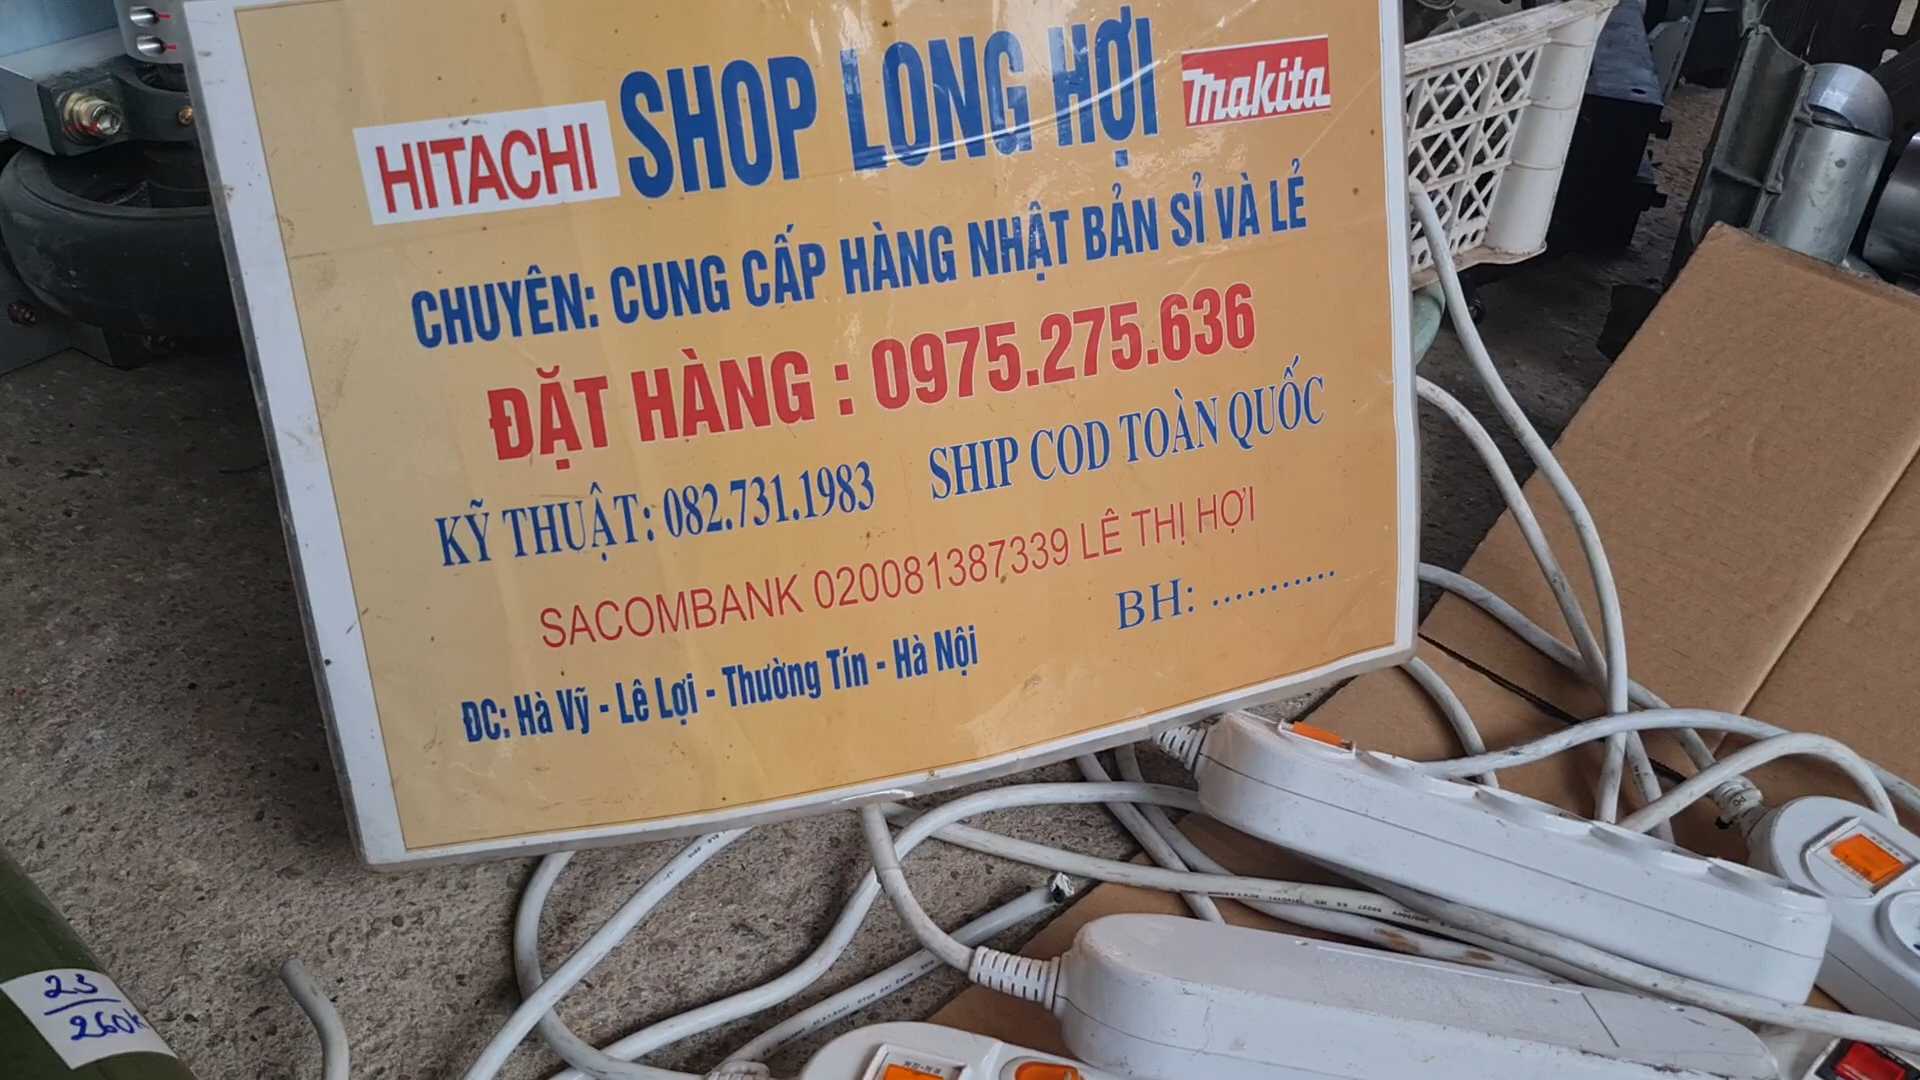 HITACHI SHOP LONG HỢI makita
CHUYÊN: CUNG CẤP HÀNG NHẬT BẢN SỈ VÀ LẺ
ĐẶT HÀNG : 0975.275.636
KỸ THUẬT: 082.731.1983 SHIP COD TOÀN QUỐC
SACOMBANK 020081387339 LÊ THỊ HỢI
BH: ...........
ĐC: Hà Vỹ - Lê Lợi - Thường Tín - Hà Nội
23
260K